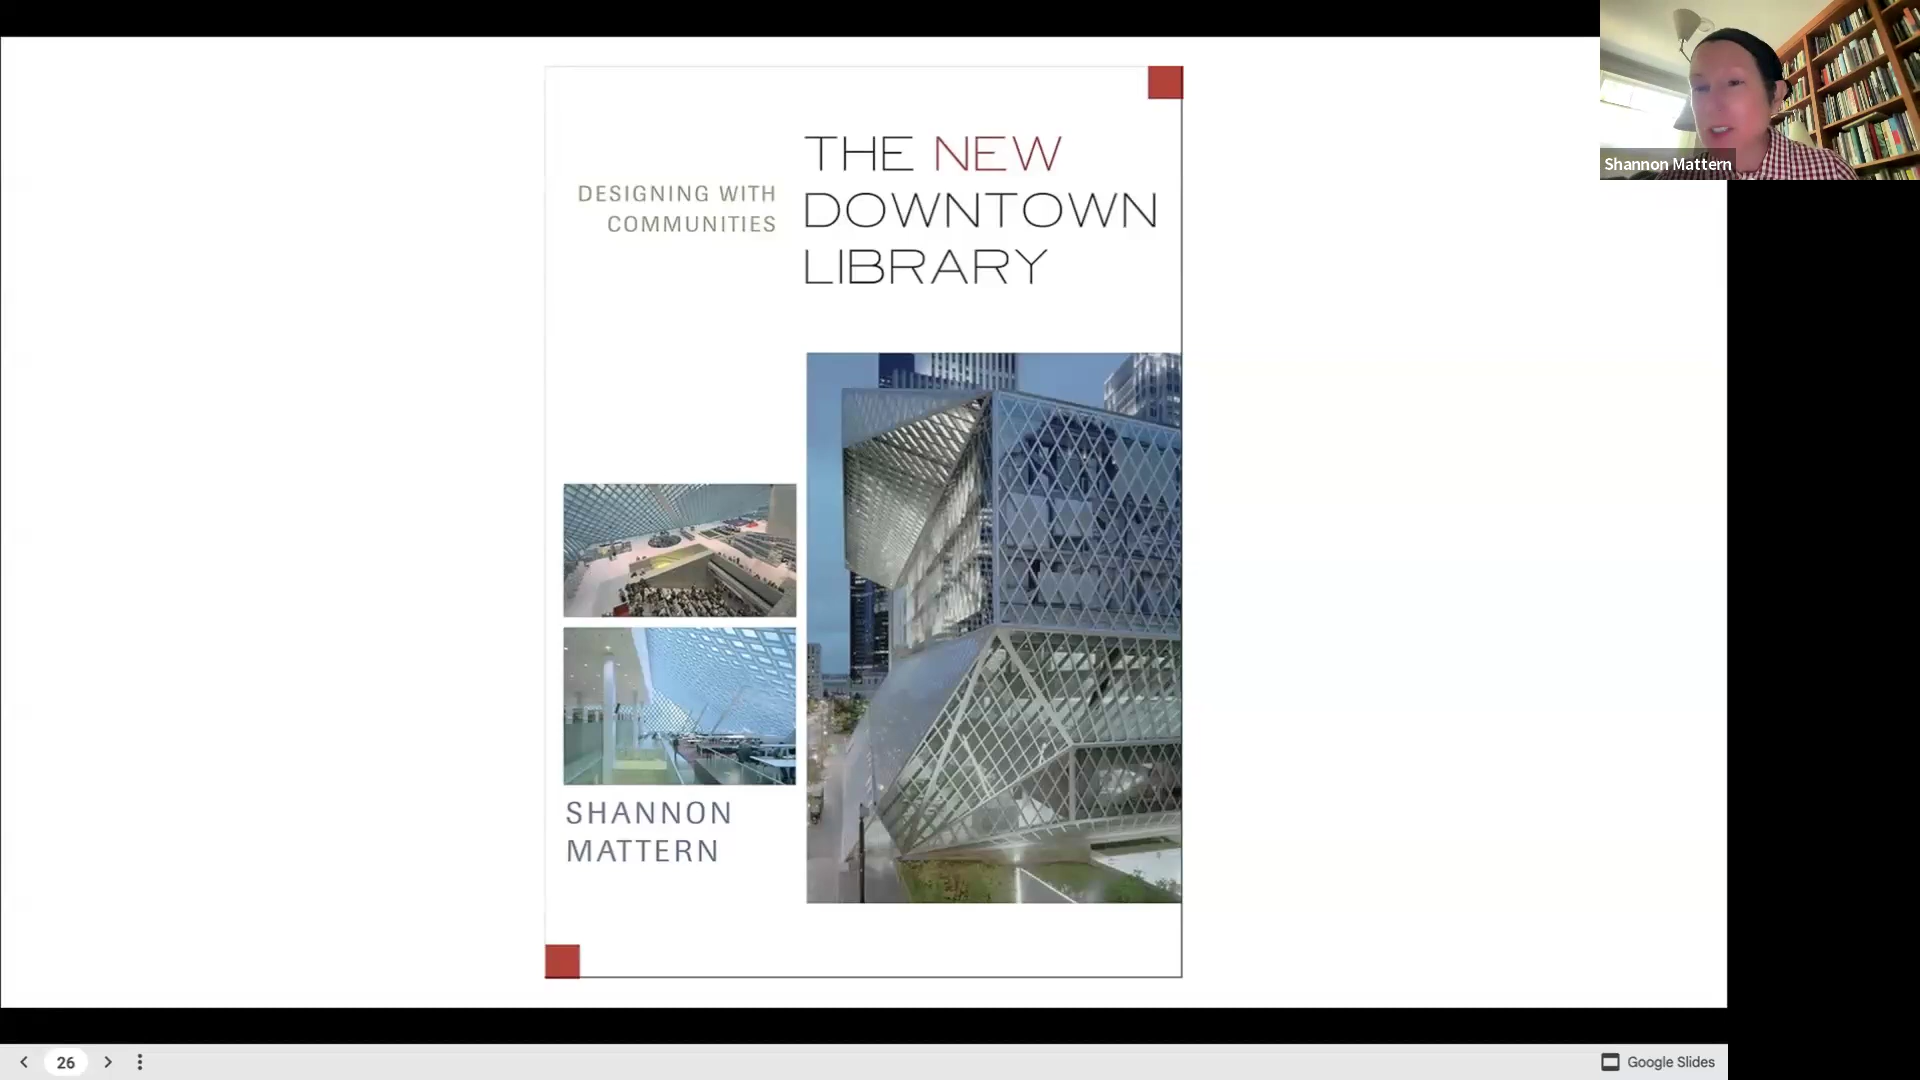 THE NEW
DOWNTOWN
LIBRARY
DESIGNING WITH
COMMUNITIES
SHANNON
MATTERN
Shannon Mattern
26
Google Slides